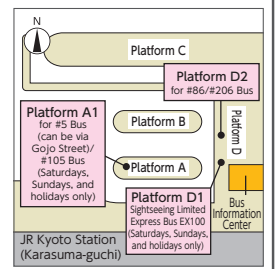 N
Platform C
Platform D2
for #86/#206 Bus
Platform A1
for #5 Bus
(can be via
Gojo Street)/
#105 Bus
(Saturdays,
Sundays, and
holidays only)
Platform B
Platform D
Platform A
Platform D1
Sightseeing Limited
Express Bus EX100
(Saturdays, Sundays,
and holidays only)
Bus
Information
Center
JR Kyoto Station
(Karasuma-guchi)